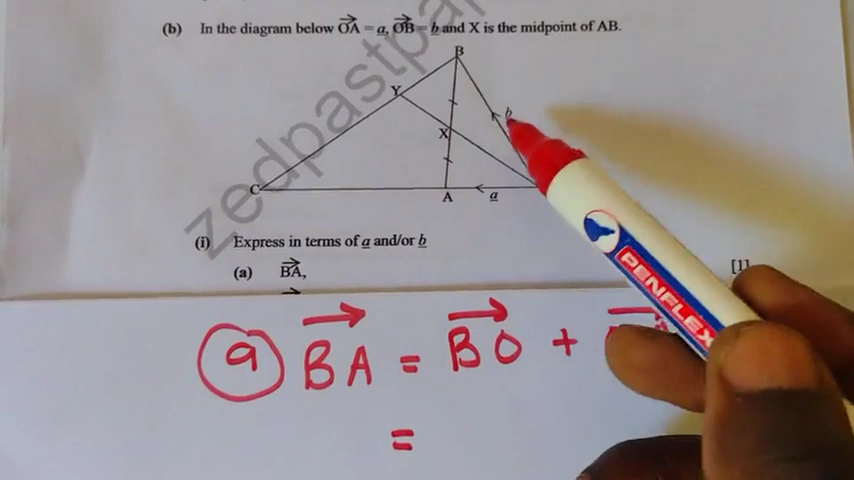 (b) In the diagram below OA = a, OB = b and X is the midpoint of AB.
B
Y
b
X
C
A
a
zedpastpap
(i) Express in terms of a and/or b
(a) BA,
[1]
PENFLEX
a BA = BO +
=